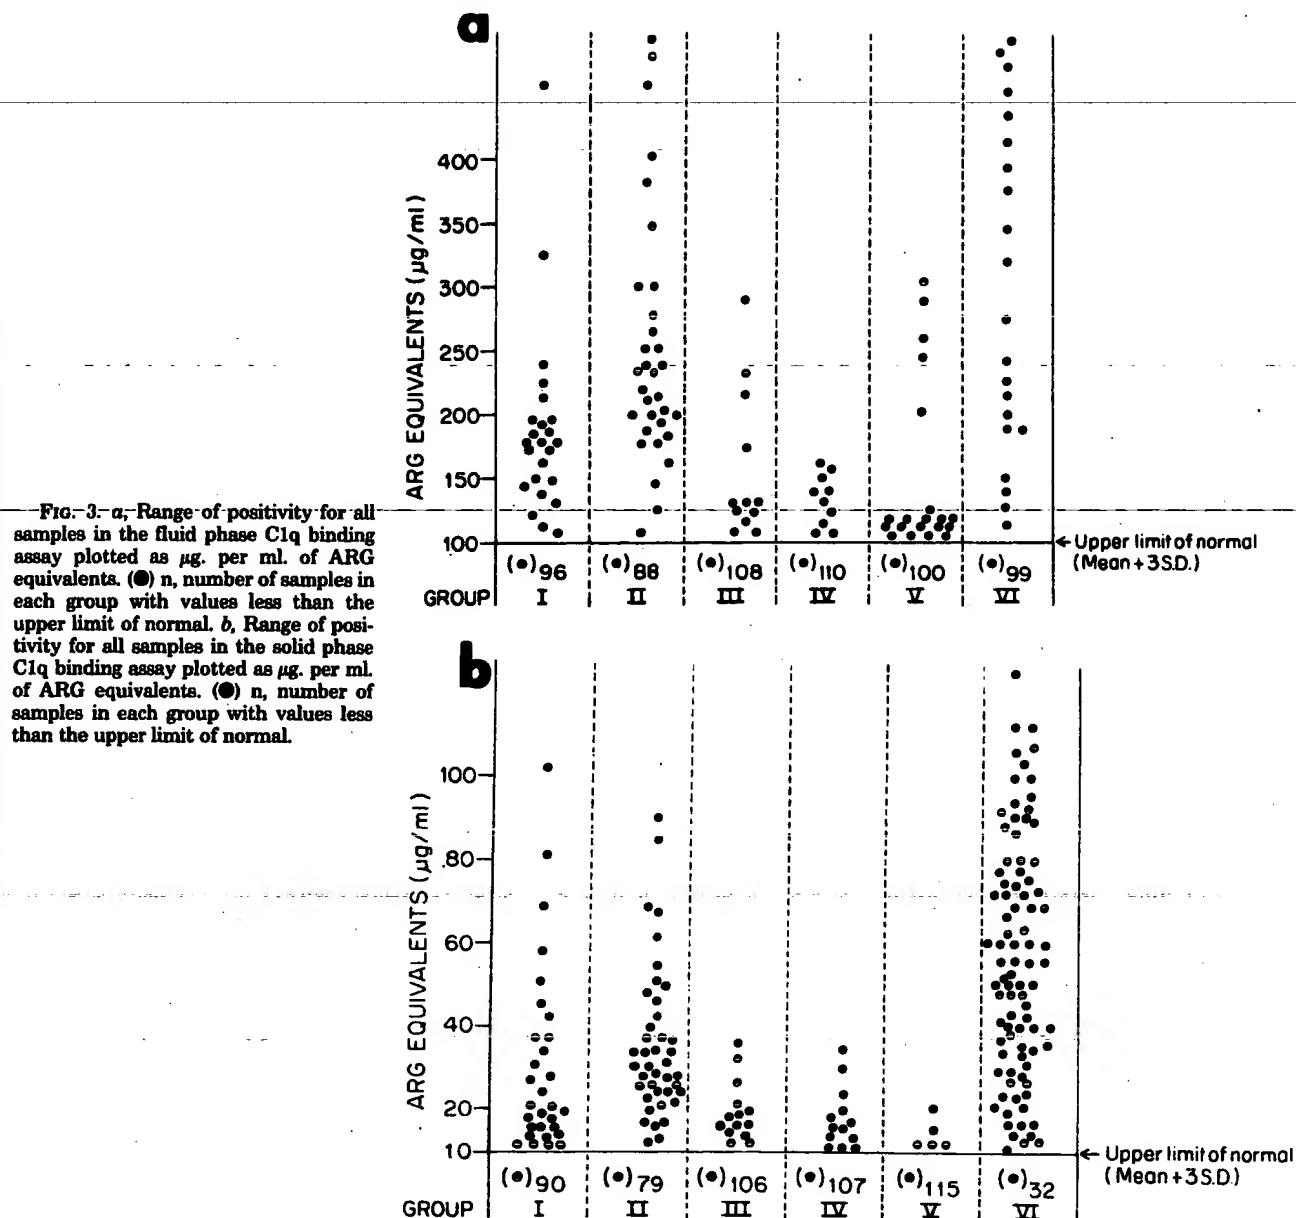 a
400
350
300
250
200
150
100
ARG EQUIVALENTS (µg/ml)
(●)96 (●)88 (●)108 (●)110 (●)100 (●)99
GROUP I II III IV V VI
←Upper limit of normal
(Mean + 3S.D.)
FIG. 3. a, Range of positivity for all
samples in the fluid phase C1q binding
assay plotted as µg. per ml. of ARG
equivalents. (●) n, number of samples in
each group with values less than the
upper limit of normal. b, Range of posi-
tivity for all samples in the solid phase
C1q binding assay plotted as µg. per ml.
of ARG equivalents. (●) n, number of
samples in each group with values less
than the upper limit of normal.
b
100
80
60
40
20
10
ARG EQUIVALENTS (µg/ml)
(●)90 (●)79 (●)106 (●)107 (●)115 (●)32
GROUP I II III IV V VI
← Upper limit of normal
(Mean + 3S.D.)